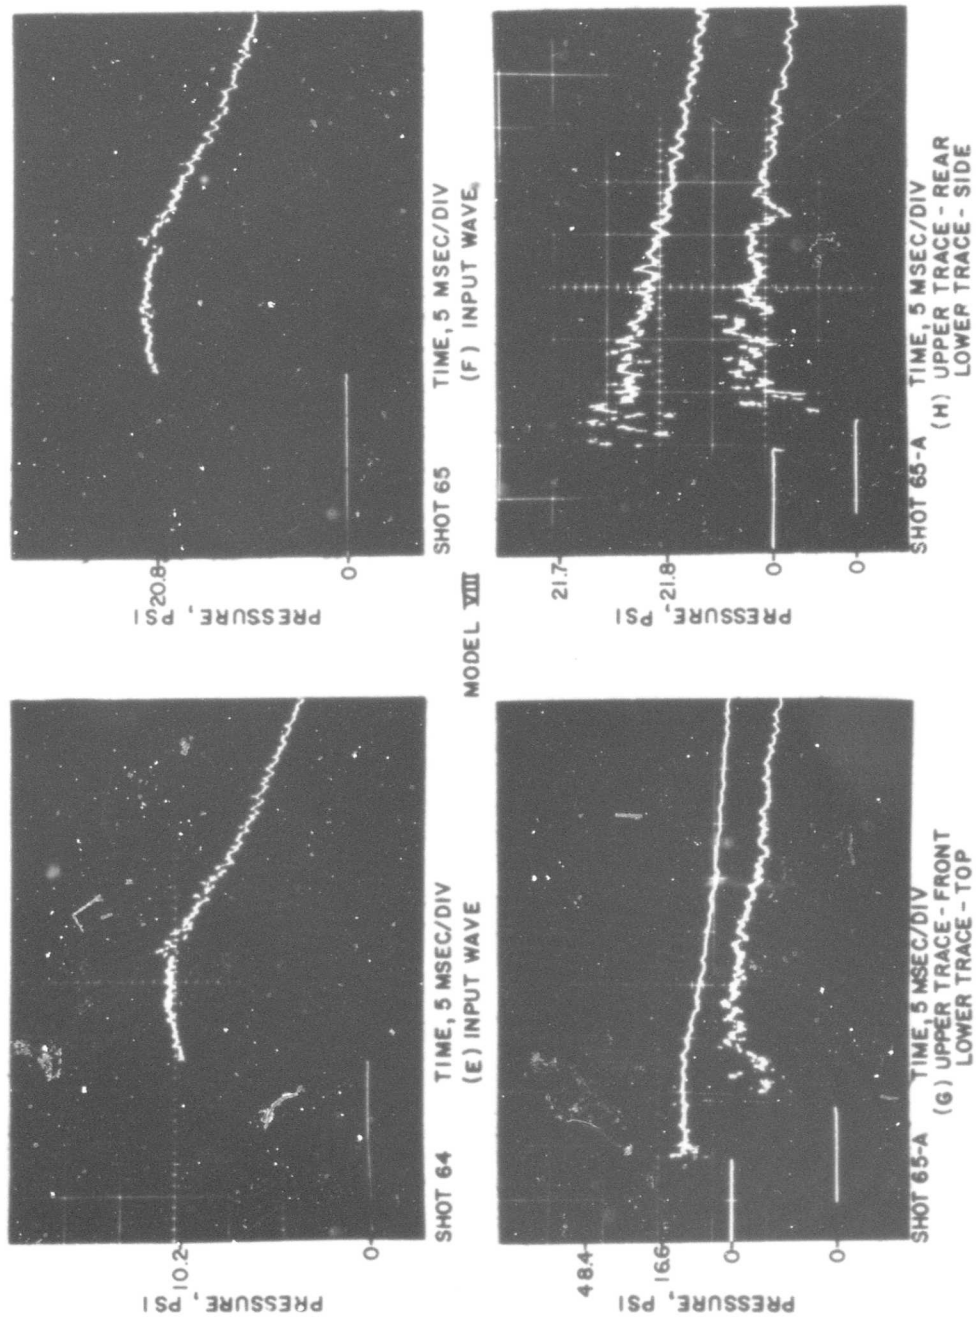 PRESSURE, PSI
10.2
0
SHOT 64
TIME, 5 MSEC/DIV
(E) INPUT WAVE
PRESSURE, PSI
20.8
0
SHOT 65
TIME, 5 MSEC/DIV
(F) INPUT WAVE
MODEL VIII
PRESSURE, PSI
48.4
16.6
0
0
SHOT 65-A
TIME, 5 MSEC/DIV
(G) UPPER TRACE-FRONT
LOWER TRACE-TOP
PRESSURE, PSI
21.7
21.8
0
0
SHOT 65-A
TIME, 5 MSEC/DIV
(H) UPPER TRACE-REAR
LOWER TRACE-SIDE